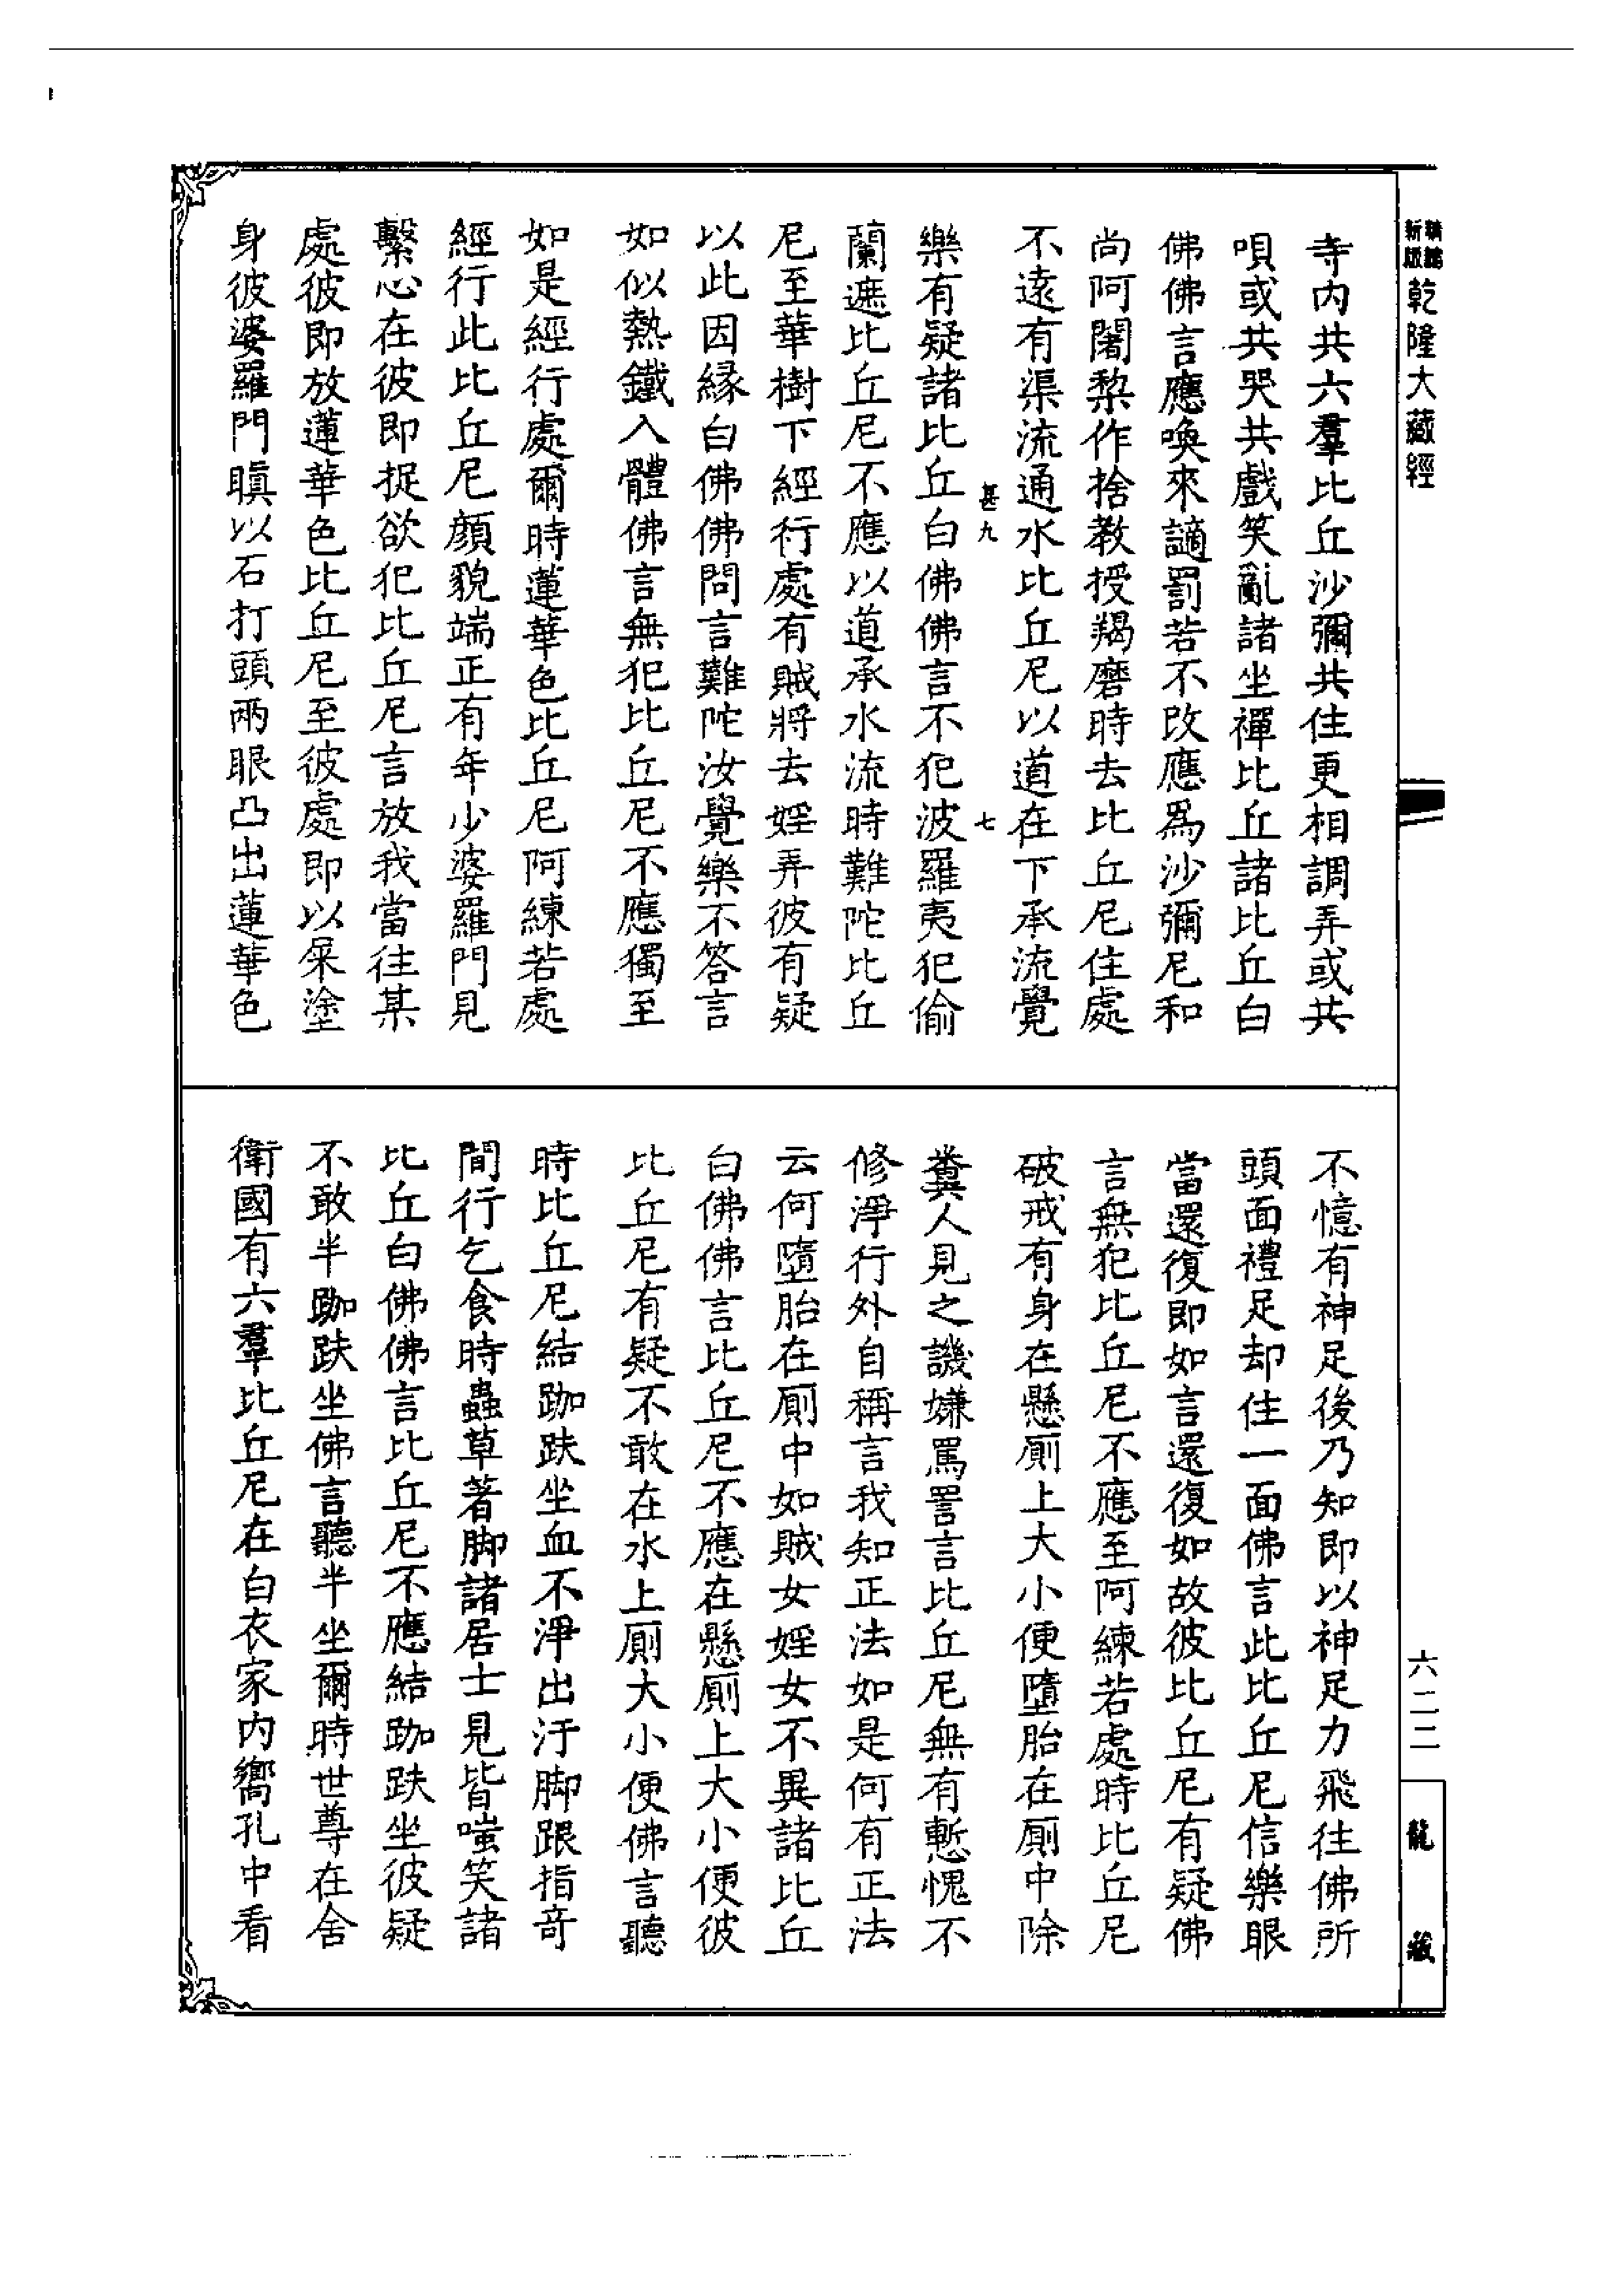 新版
乾隆大藏經
寺內共六羣比丘沙彌共住更相調弄或共
唄或共哭共戲笑亂諸坐禪比丘諸比丘白
佛佛言應喚來讁罰若不改應爲沙彌尼和
尚阿闍棃作捨教授羯磨時去比丘尼住處
不遠有渠流通水比丘尼以道在下承流覺
甚九
七
樂有疑諸比丘白佛佛言不犯波羅夷犯偷
蘭遮比丘尼不應以道承水流時難陀比丘
尼至華樹下經行處有賊將去婬弄彼有疑
以此因緣白佛佛問言難陀汝覺樂不答言
如似熱鐵入體佛言無犯比丘尼不應獨至
如是經行處爾時蓮華色比丘尼阿練若處
經行此比丘尼顏貌端正有年少婆羅門見
繫心在彼即捉欲犯比丘尼言放我當往某
處彼即放蓮華色比丘尼至彼處即以屎塗
身彼婆羅門瞋以石打頭兩眼凸出蓮華色
不憶有神足後乃知即以神足力飛往佛所
頭面禮足却住一面佛言此比丘尼信樂眼
當還復即如言還復如故彼比丘尼有疑佛
言無犯比丘尼不應至阿練若處時比丘尼
破戒有身在懸廁上大小便墮胎在廁中除
糞人見之譏嫌罵詈言比丘尼無有慙愧不
修淨行外自稱言我知正法如是何有正法
云何墮胎在廁中如賊女婬女不異諸比丘
白佛佛言比丘尼不應在懸廁上大小便彼
比丘尼有疑不敢在水上廁大小便佛言聽
時比丘尼結跏趺坐血不淨出汙脚跟指奇
間行乞食時蟲草著脚諸居士見皆嗤笑諸
比丘白佛佛言比丘尼不應結跏趺坐彼疑
不敢半跏趺坐佛言聽半坐爾時世尊在舍
衛國有六羣比丘尼在白衣家內嚮孔中看
六二二
龍藏